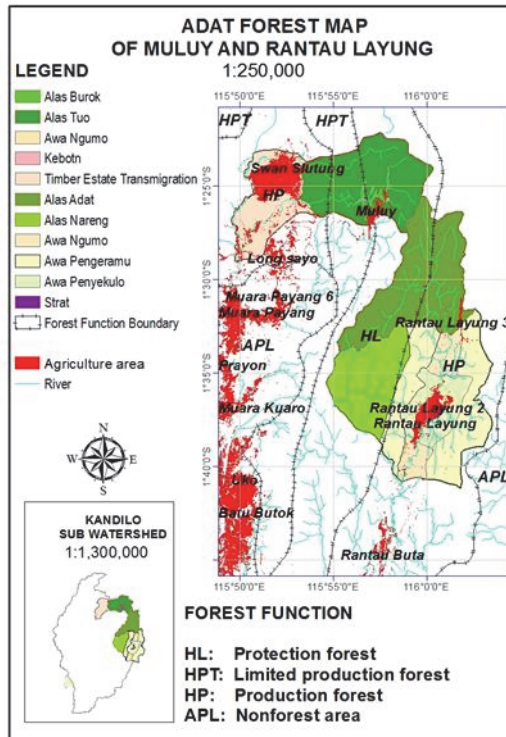 ADAT FOREST MAP
OF MULUY AND RANTAU LAYUNG
1:250,000
LEGEND
Alas Burok
Alas Tuo
Awa Ngumo
Kebotn
Timber Estate Transmigration
Alas Adat
Alas Nareng
Awa Ngumo
Awa Pengeramu
Awa Penyekulo
Strat
Forest Function Boundary
Agriculture area
River
N
W E
S
KANDILO
SUB WATERSHED
1:1,300,000
115°50'0"E 115°55'0"E 116°0'0"E
1°25'0"S
1°30'0"S
1°35'0"S
1°40'0"S
HPT
HPT
Swan Slutung
HP
Muluy
Long sayo
Muara Payang 6
Muara Payang
Rantau Layung 3
APL
HL
HP
Prayon
Muara Kuaro
Rantau Layung 2
Rantau Layung
APL
Uko
Batu Butok
Rantau Buta
115°50'0"E 115°55'0"E 116°0'0"E
FOREST FUNCTION
HL: Protection forest
HPT: Limited production forest
HP: Production forest
APL: Nonforest area